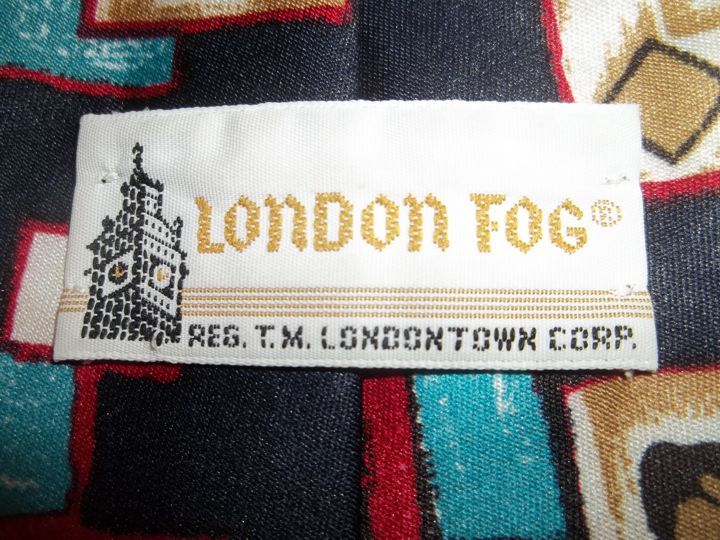 LONDON FOG®
REG. T.M. LONDONTOWN CORP.